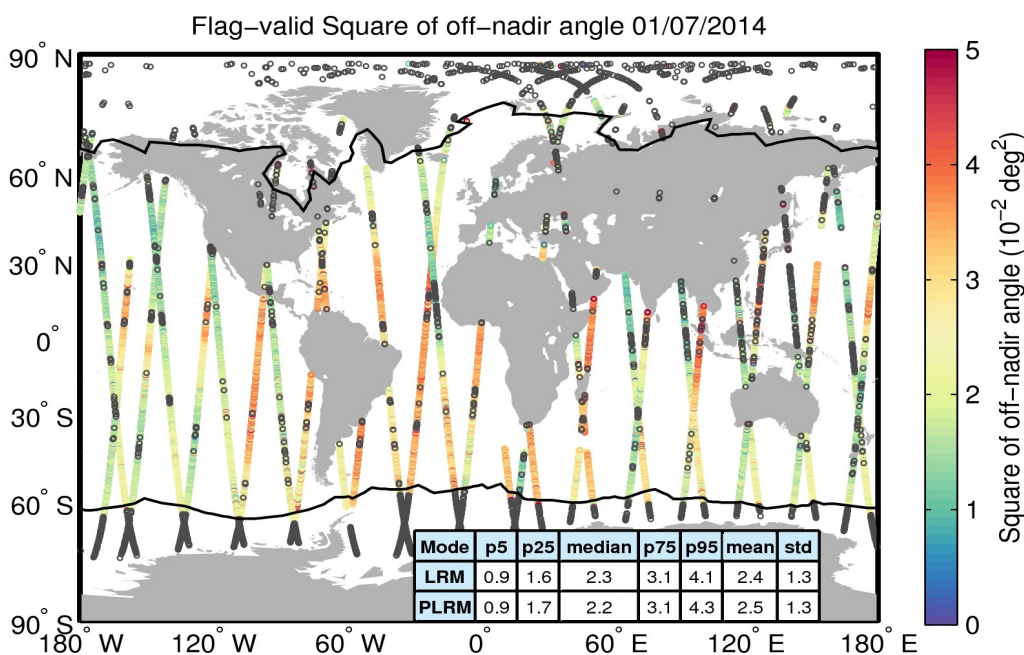 Flag−valid Square of off−nadir angle 01/07/2014
90° N
60° N
30° N
0°
30° S
60° S
90° S
180° W
120° W
60° W
0°
60° E
120° E
180° E
Mode p5 p25 median p75 p95 mean std
LRM 0.9 1.6 2.3 3.1 4.1 2.4 1.3
PLRM 0.9 1.7 2.2 3.1 4.3 2.5 1.3
5
4
3
2
1
0
Square of off−nadir angle (10⁻² deg²)